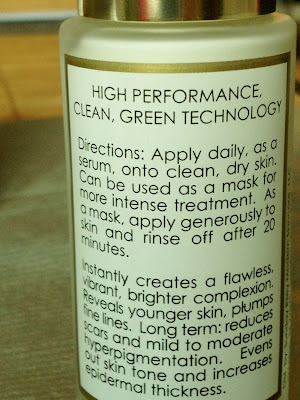 HIGH PERFORMANCE,
CLEAN, GREEN TECHNOLOGY
Directions: Apply daily, as a
serum, onto clean, dry skin.
Can be used as a mask for
more intense treatment. As
a mask, apply generously to
skin and rinse off after 20
minutes.
Instantly creates a flawless,
vibrant, brighter complexion.
Reveals younger skin, plumps
fine lines. Long term: reduces
scars and mild to moderate
hyperpigmentation. Evens
out skin tone and increases
epidermal thickness.